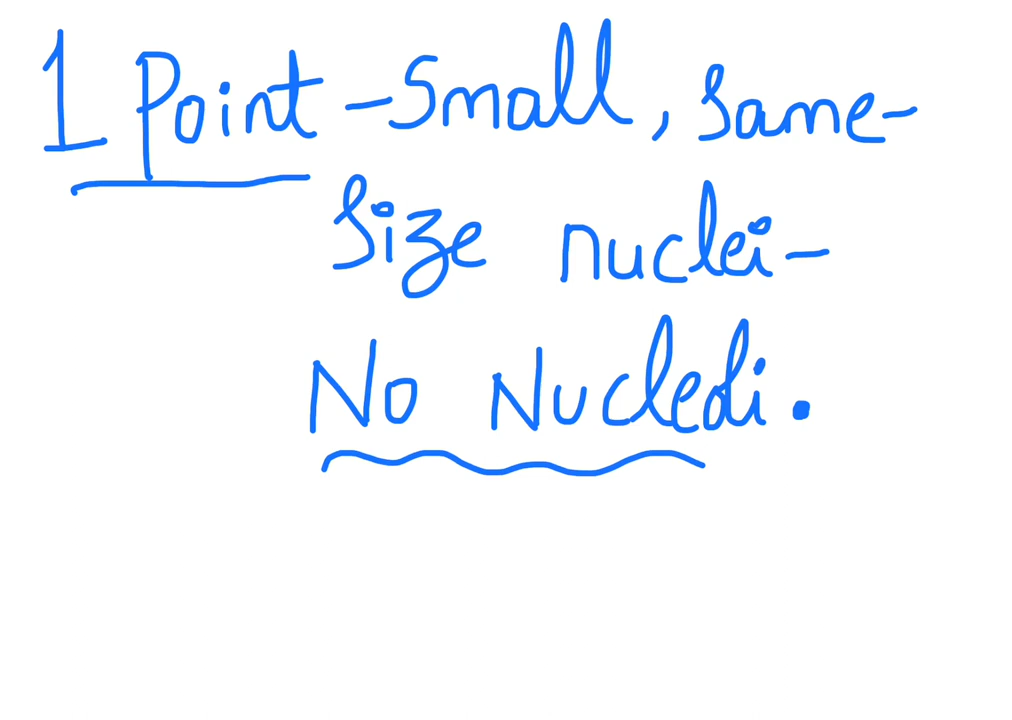 1 Point - Small, Same-
Size nuclei-
No Nucleoli.